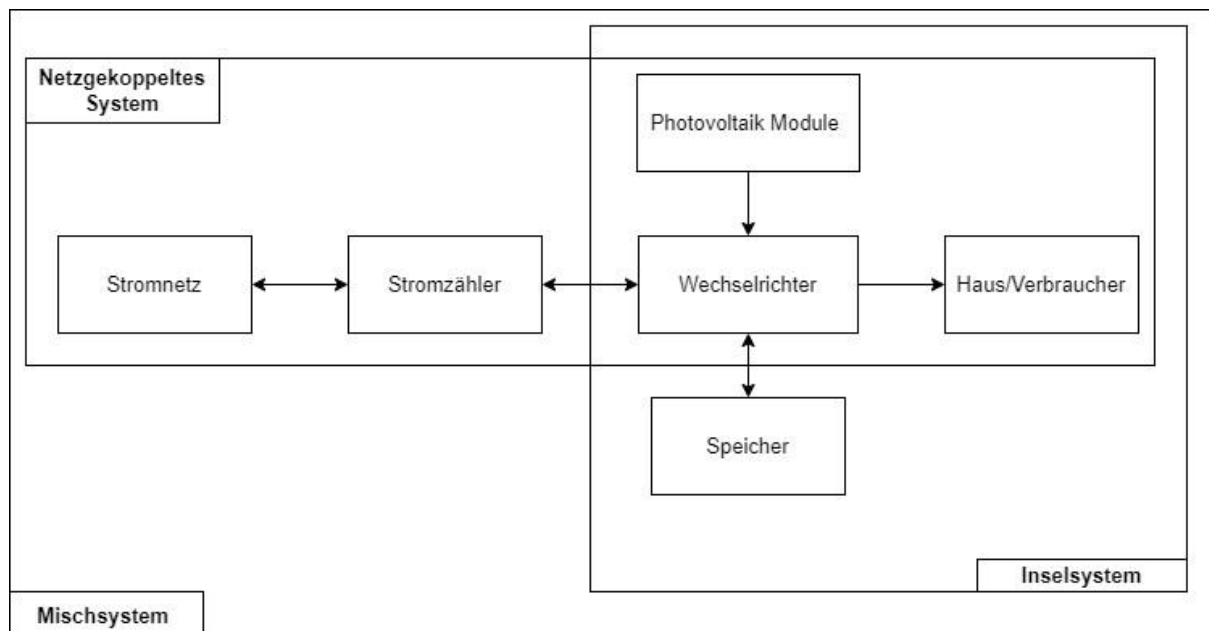 Netzgekoppeltes
System
Photovoltaik Module
Stromnetz
Stromzähler
Wechselrichter
Haus/Verbraucher
Speicher
Inselsystem
Mischsystem